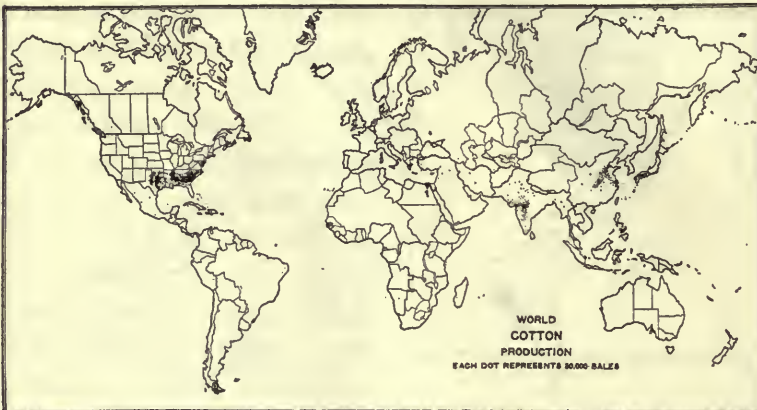 WORLD
COTTON
PRODUCTION
EACH DOT REPRESENTS 50,000 BALES